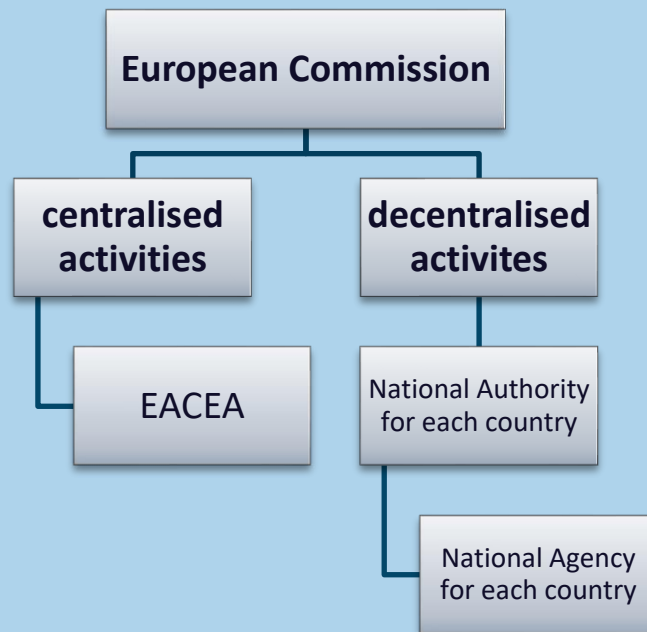 European Commission
centralised
activities
decentralised
activites
EACEA
National Authority
for each country
National Agency
for each country